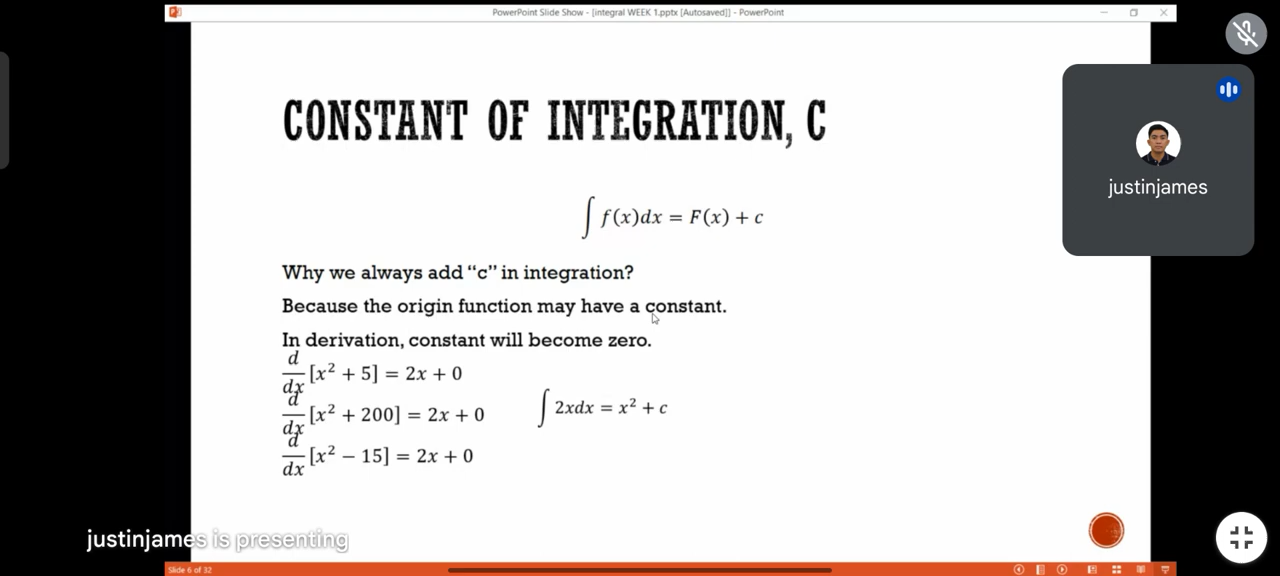 PowerPoint Slide Show - [integral WEEK 1.pptx [Autosaved]] - PowerPoint
CONSTANT OF INTEGRATION, C
justinjames
∫ f(x)dx = F(x) + c
Why we always add “c” in integration?
Because the origin function may have a constant.
In derivation, constant will become zero.
d/dx [x² + 5] = 2x + 0
d/dx [x² + 200] = 2x + 0
∫ 2xdx = x² + c
d/dx [x² − 15] = 2x + 0
justinjames is presenting
Slide 6 of 32